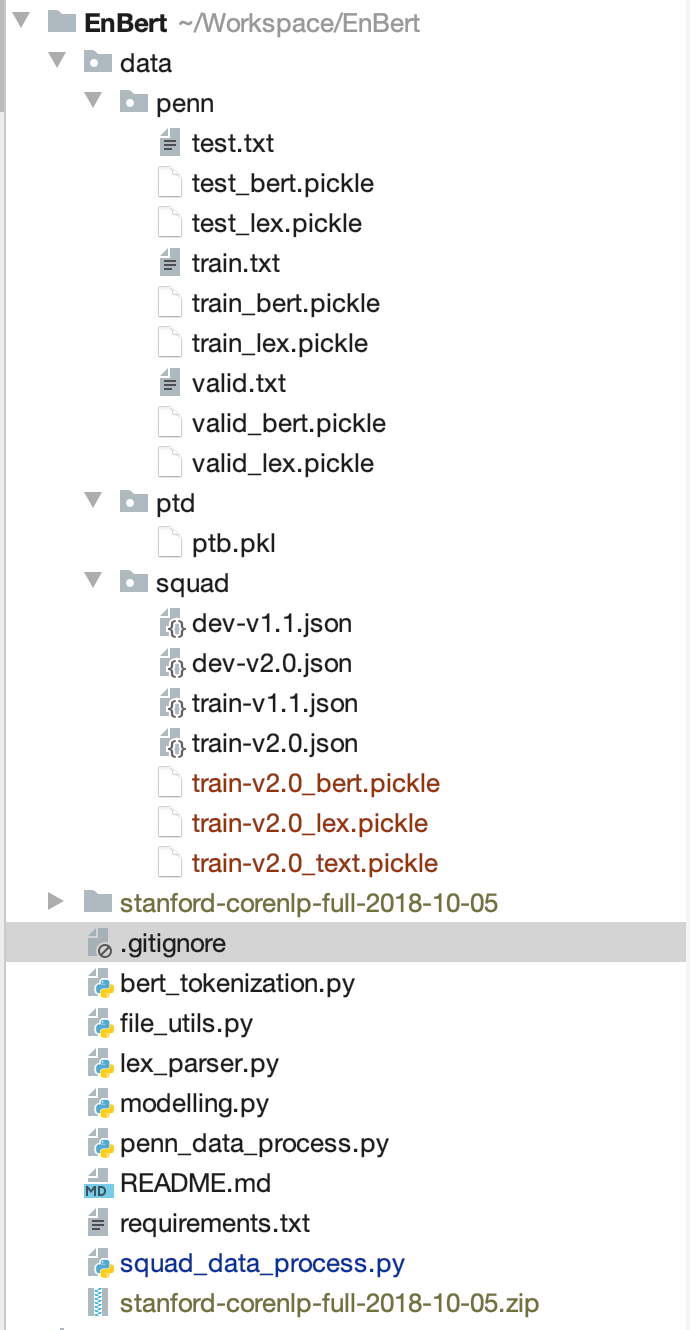 EnBert ~/Workspace/EnBert
data
penn
test.txt
test_bert.pickle
test_lex.pickle
train.txt
train_bert.pickle
train_lex.pickle
valid.txt
valid_bert.pickle
valid_lex.pickle
ptd
ptb.pkl
squad
dev-v1.1.json
dev-v2.0.json
train-v1.1.json
train-v2.0.json
train-v2.0_bert.pickle
train-v2.0_lex.pickle
train-v2.0_text.pickle
stanford-corenlp-full-2018-10-05
.gitignore
bert_tokenization.py
file_utils.py
lex_parser.py
modelling.py
penn_data_process.py
MD README.md
requirements.txt
squad_data_process.py
stanford-corenlp-full-2018-10-05.zip